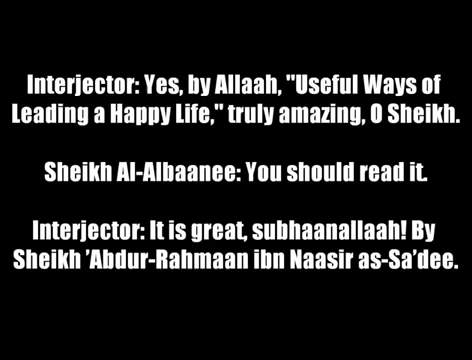 Interjector: Yes, by Allaah, "Useful Ways of
Leading a Happy Life," truly amazing, O Sheikh.
Sheikh Al-Albaanee: You should read it.
Interjector: It is great, subhaanallaah! By
Sheikh ’Abdur-Rahmaan ibn Naasir as-Sa’dee.